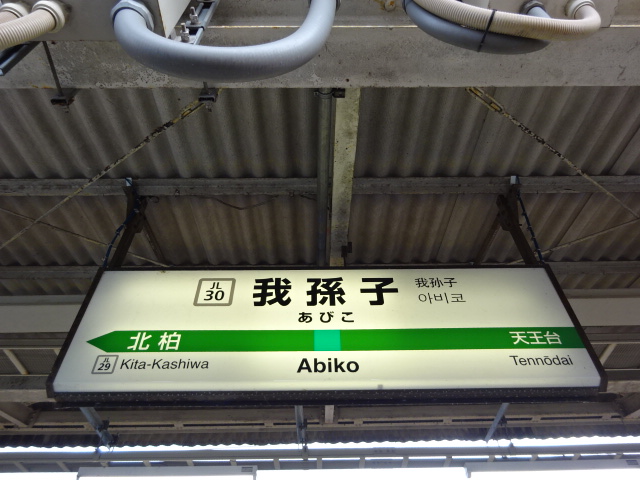 JL
30
我孫子
我孙子
아비코
あびこ
北柏
天王台
JL
29
Kita-Kashiwa
Abiko
Tennōdai